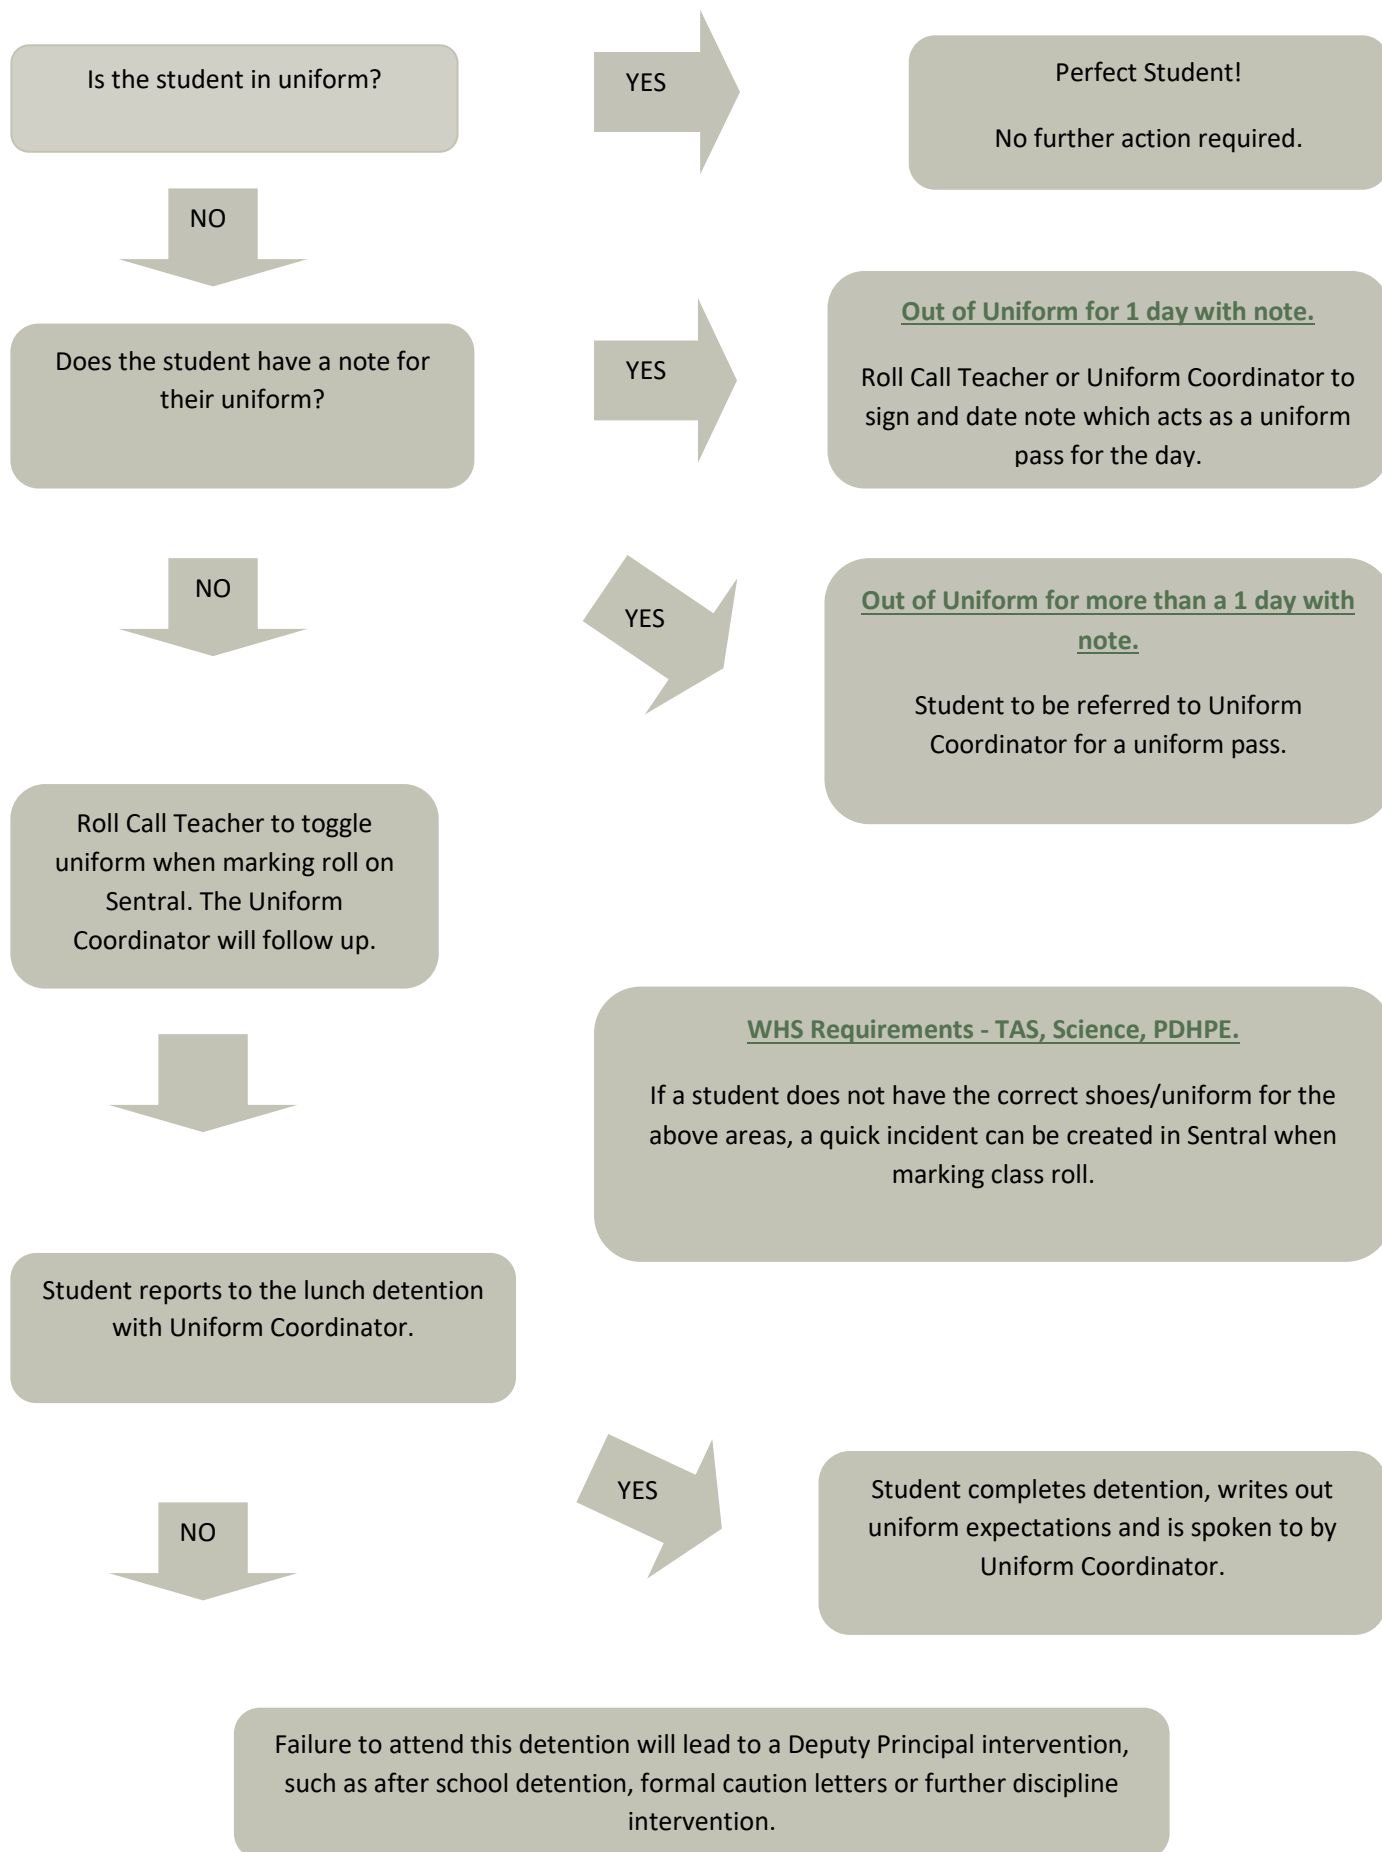 Is the student in uniform?
YES
Perfect Student!
No further action required.
NO
Does the student have a note for
their uniform?
YES
Out of Uniform for 1 day with note.
Roll Call Teacher or Uniform Coordinator to
sign and date note which acts as a uniform
pass for the day.
NO
YES
Out of Uniform for more than a 1 day with
note.
Student to be referred to Uniform
Coordinator for a uniform pass.
Roll Call Teacher to toggle
uniform when marking roll on
Sentral. The Uniform
Coordinator will follow up.
WHS Requirements - TAS, Science, PDHPE.
If a student does not have the correct shoes/uniform for the
above areas, a quick incident can be created in Sentral when
marking class roll.
Student reports to the lunch detention
with Uniform Coordinator.
YES
Student completes detention, writes out
uniform expectations and is spoken to by
Uniform Coordinator.
NO
Failure to attend this detention will lead to a Deputy Principal intervention,
such as after school detention, formal caution letters or further discipline
intervention.